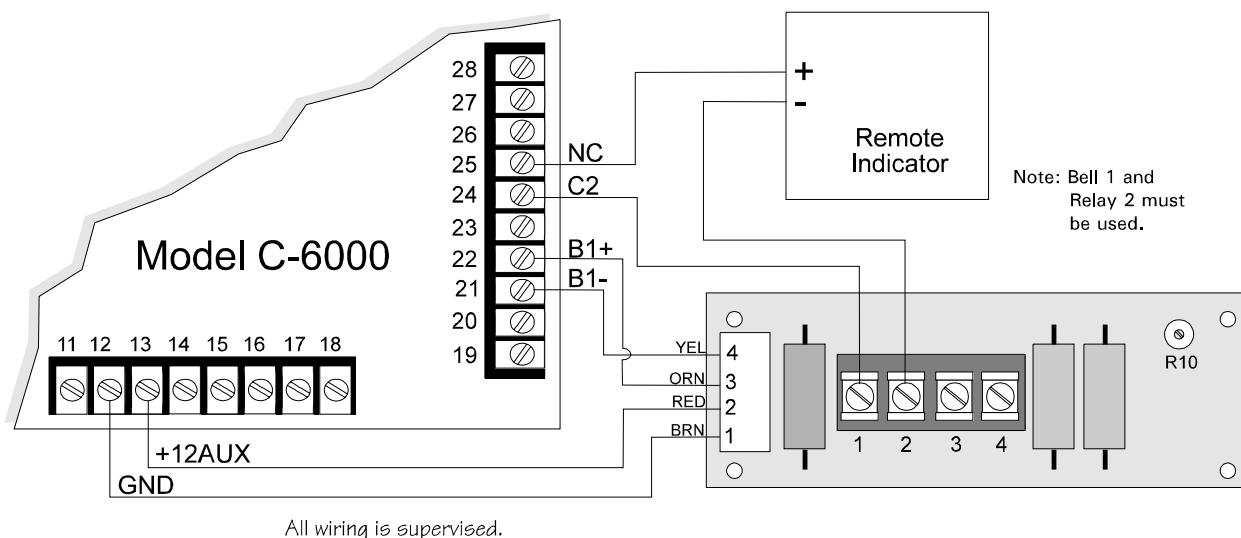 28
27
26
25
24
23
22
21
20
19
NC
C2
B1+
B1-
Model C-6000
11 12 13 14 15 16 17 18
+12AUX
GND
+
-
Remote
Indicator
Note: Bell 1 and
Relay 2 must
be used.
YEL 4
ORN 3
RED 2
BRN 1
1 2 3 4
R10
All wiring is supervised.